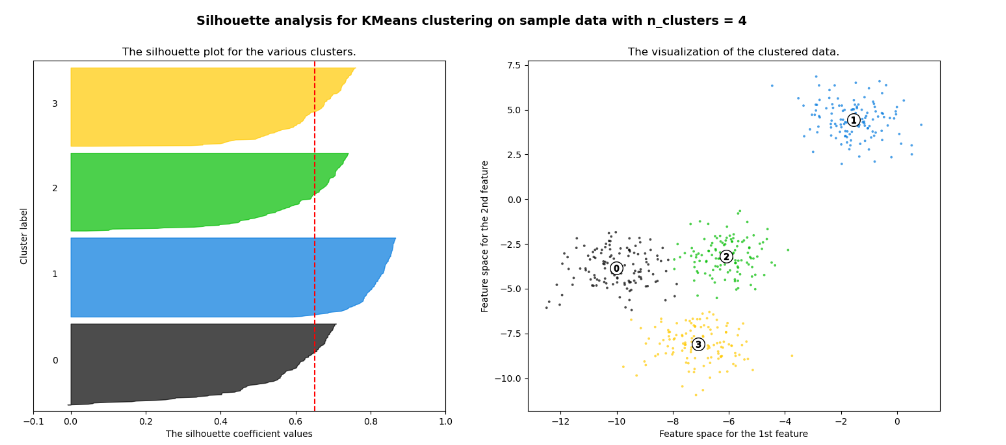 Silhouette analysis for KMeans clustering on sample data with n_clusters = 4
The silhouette plot for the various clusters.
Cluster label
3
2
1
0
−0.1 0.0 0.2 0.4 0.6 0.8 1.0
The silhouette coefficient values
The visualization of the clustered data.
Feature space for the 2nd feature
7.5
5.0
2.5
0.0
−2.5
−5.0
−7.5
−10.0
1
2
0
3
−12 −10 −8 −6 −4 −2 0
Feature space for the 1st feature